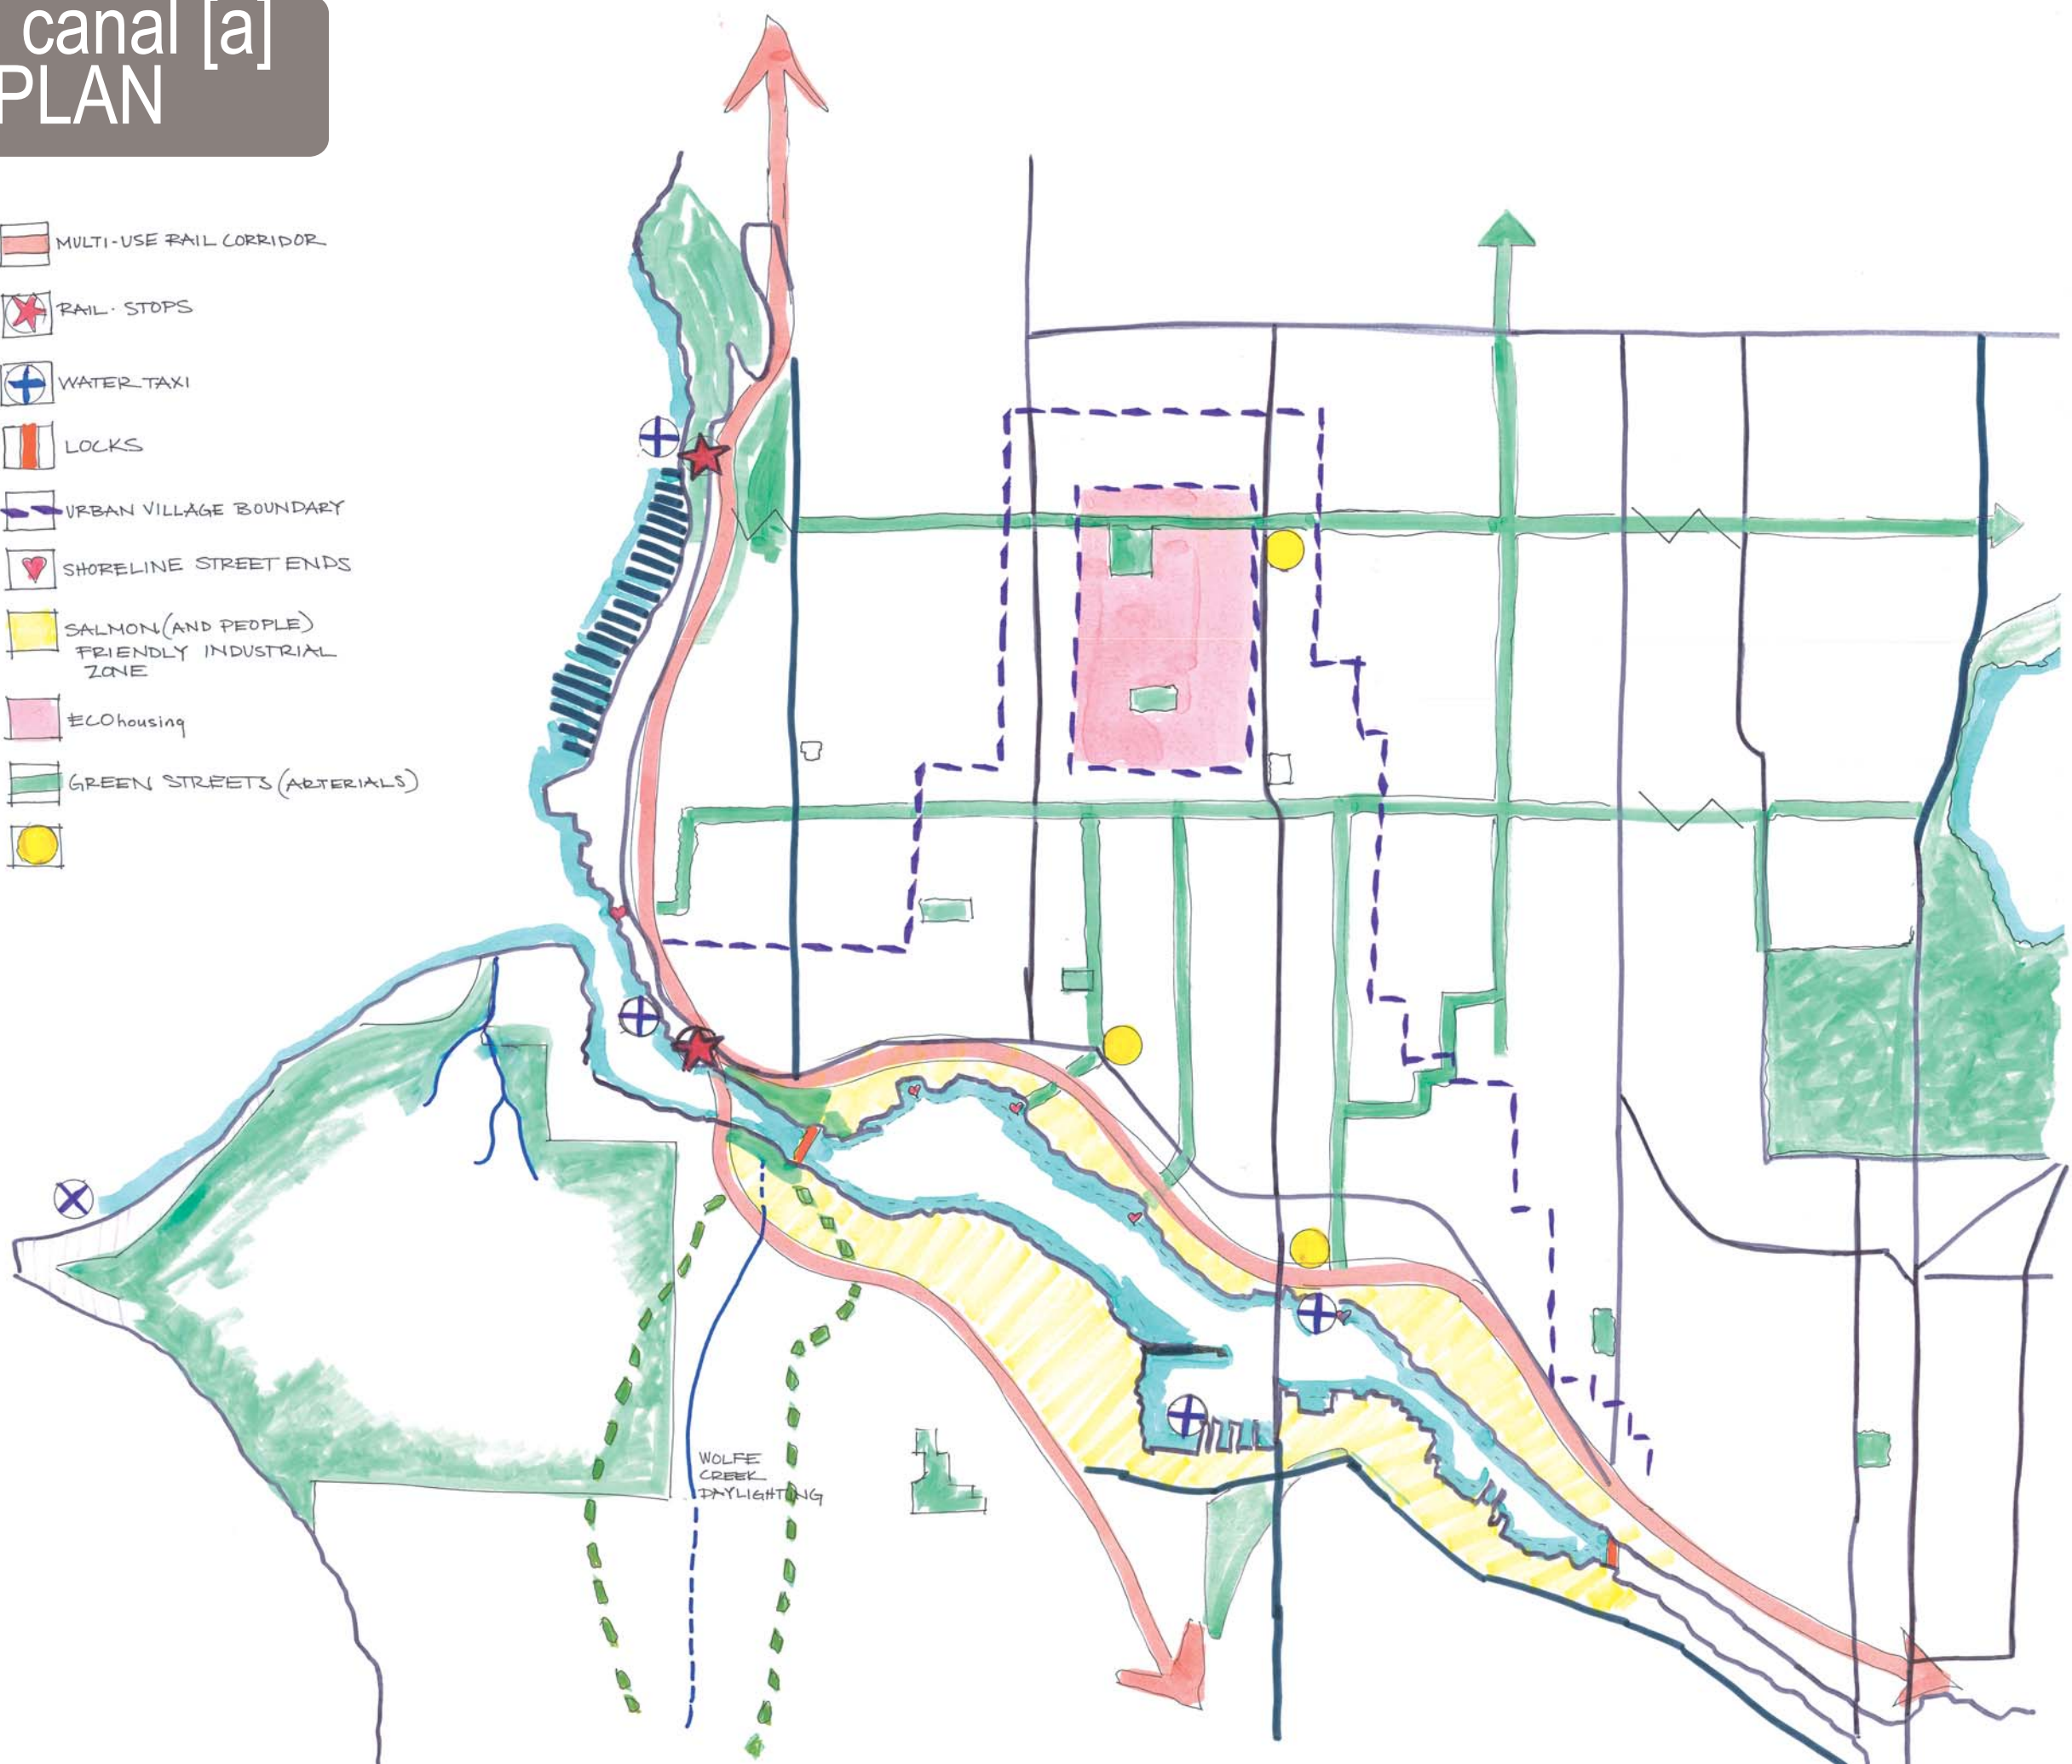 canal [a]
PLAN
MULTI-USE RAIL CORRIDOR
RAIL. STOPS
WATER TAXI
LOCKS
URBAN VILLAGE BOUNDARY
SHORELINE STREET ENDS
SALMON (AND PEOPLE)
FRIENDLY INDUSTRIAL
ZONE
ECOhousing
GREEN STREETS (ARTERIALS)
WOLFE
CREEK
DAYLIGHTING